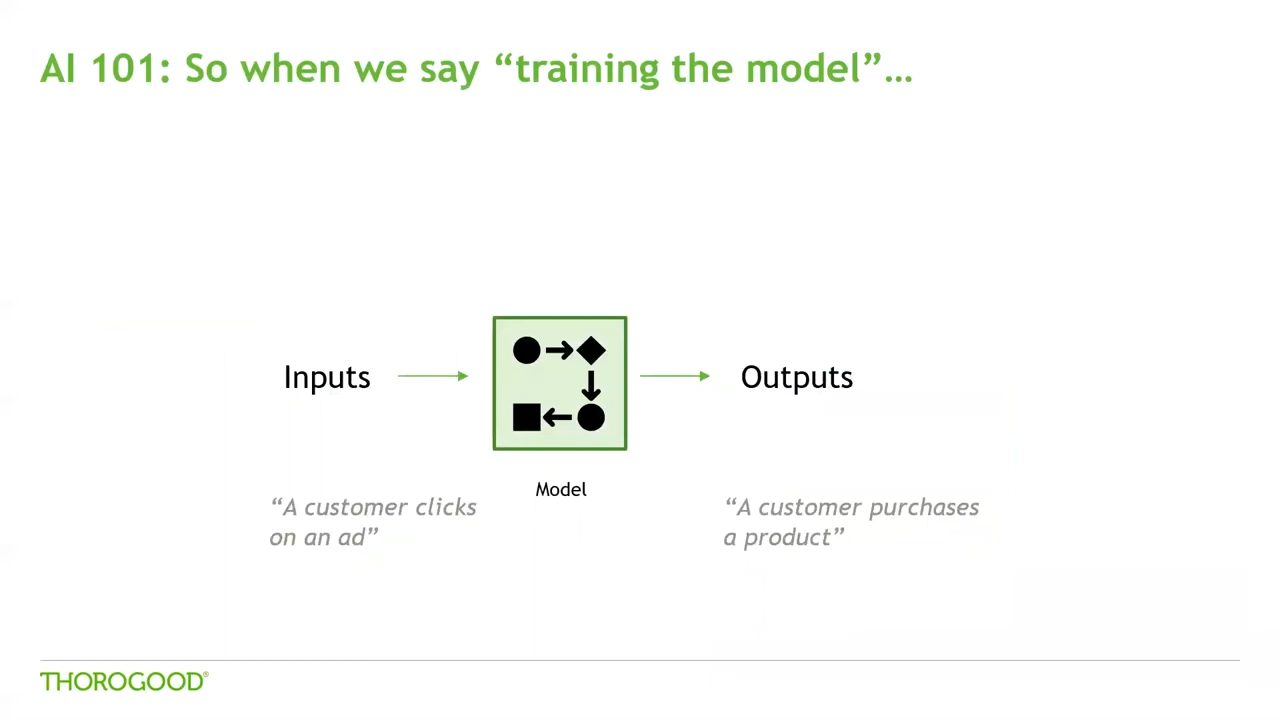 AI 101: So when we say “training the model”…
Inputs
Outputs
Model
“A customer clicks
on an ad”
“A customer purchases
a product”
THOROGOOD®